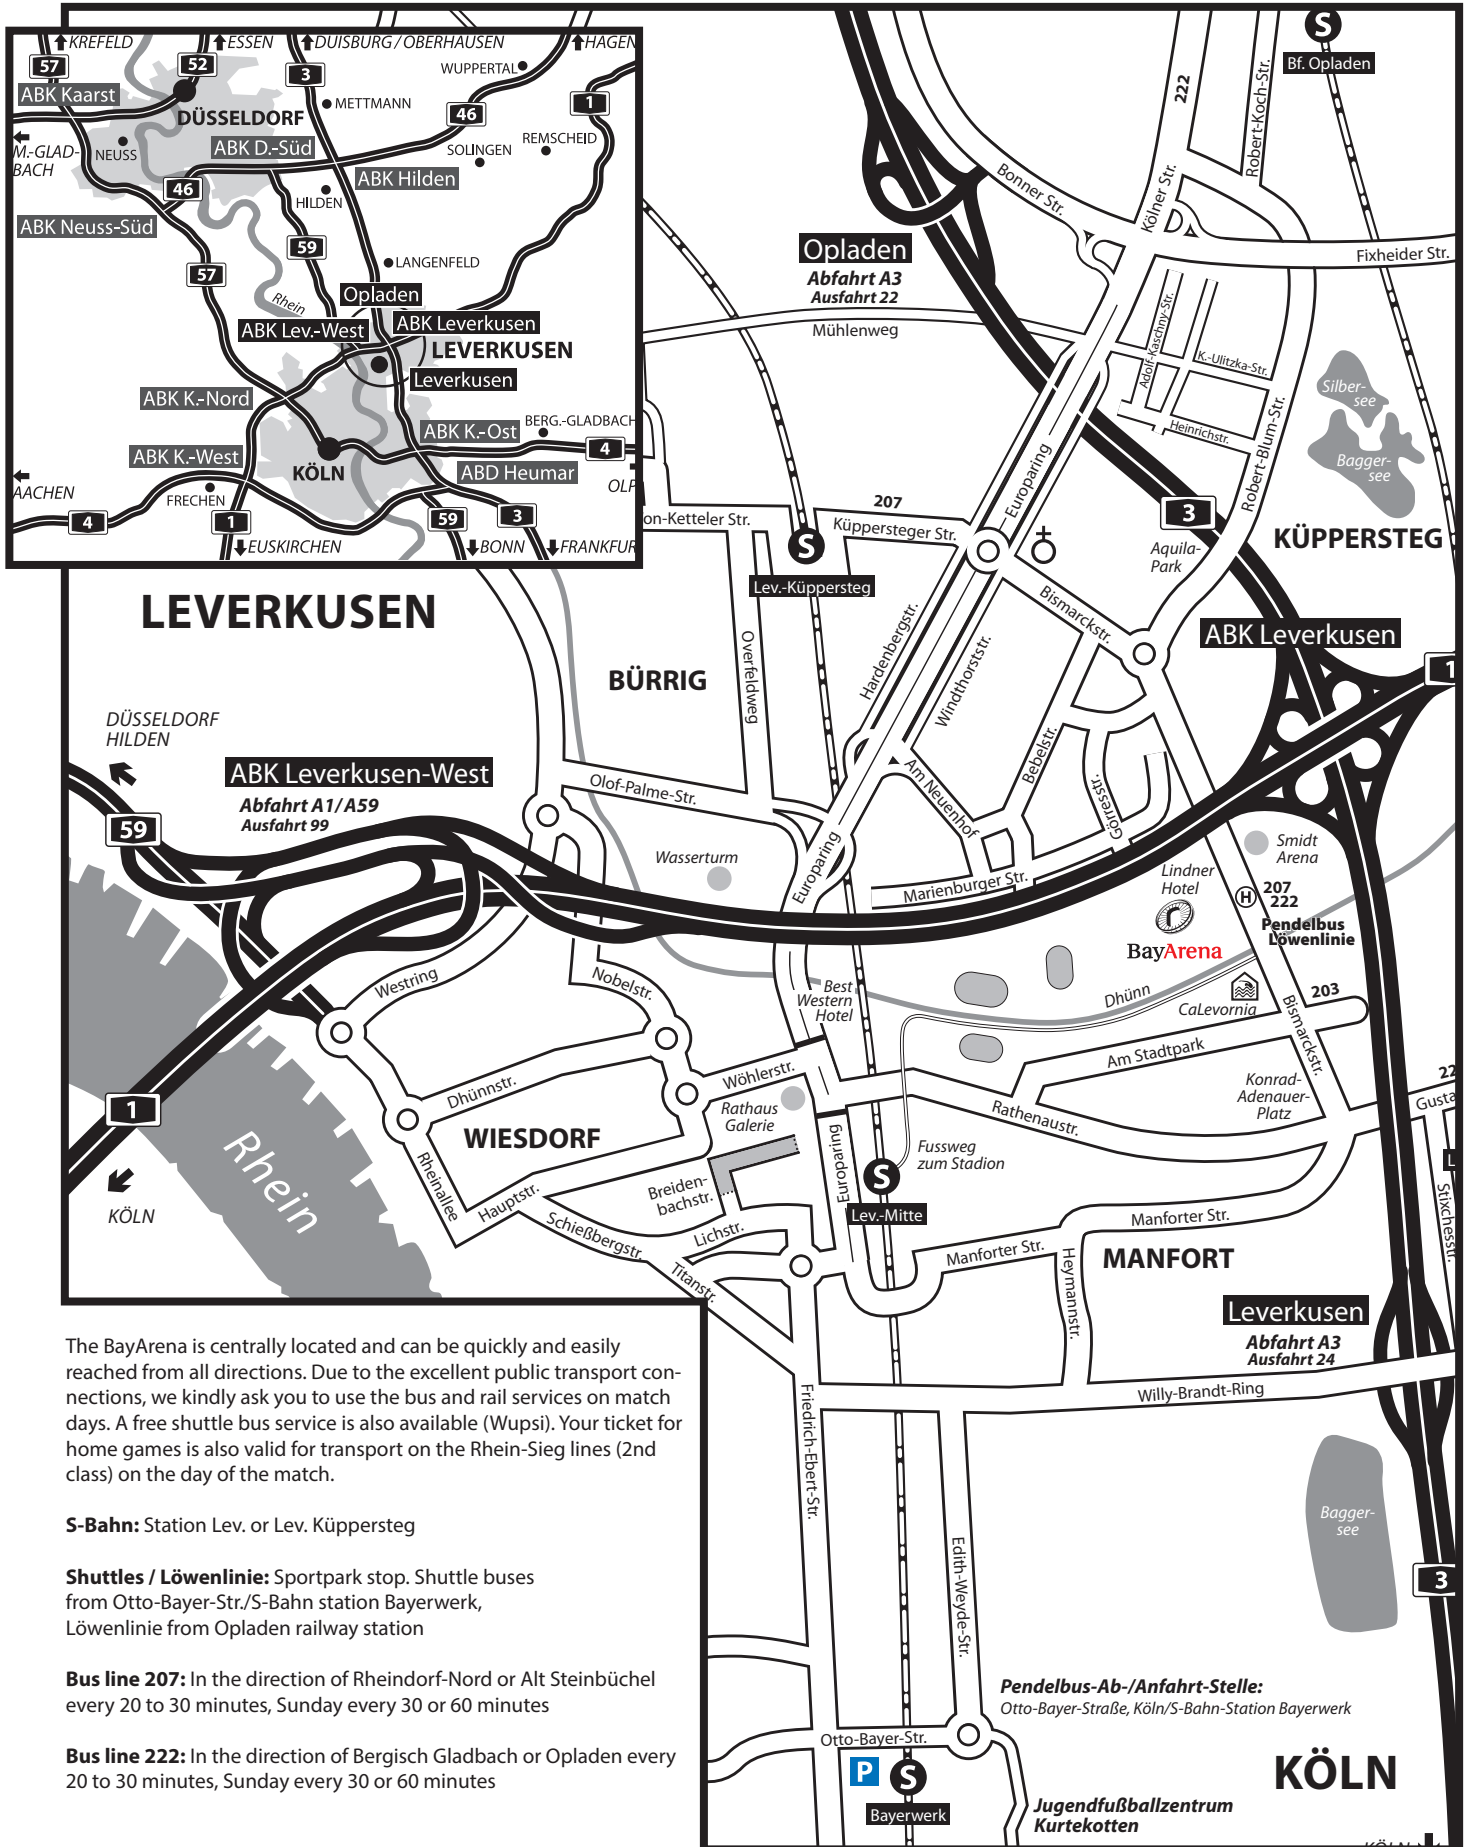 KREFELD
ESSEN
DUISBURG/OBERHAUSEN
HAGEN
57
52
3
WUPPERTAL
ABK Kaarst
METTMANN
1
DÜSSELDORF
46
M.-GLAD-
BACH
NEUSS
ABK D.-Süd
SOLINGEN
REMSCHEID
46
ABK Hilden
HILDEN
ABK Neuss-Süd
59
57
LANGENFELD
Rhein
Opladen
ABK Lev.-West
ABK Leverkusen
LEVERKUSEN
Leverkusen
ABK K.-Nord
ABK K.-Ost
BERG.-GLADBACH
4
ABK K.-West
KÖLN
ABD Heumar
AACHEN
FRECHEN
OLP
4
1
59
3
EUSKIRCHEN
BONN
FRANKFUR
S
Bf. Opladen
222
Robert-Koch-Str.
Bonner Str.
Kölner Str.
Opladen
Abfahrt A3
Ausfahrt 22
Fixheider Str.
Mühlenweg
Adolf-Kaschny-Str.
K.-Ulitzka-Str.
Heinrichstr.
Silber-
see
Bagger-
see
Robert-Blum-Str.
Europaring
3
207
on-Ketteler Str.
Küppersteger Str.
S
Lev.-Küppersteg
Aquila-
Park
KÜPPERSTEG
LEVERKUSEN
Bismarckstr.
ABK Leverkusen
1
BÜRRIG
Overfeldweg
Hardenbergstr.
Windthorststr.
DÜSSELDORF
HILDEN
ABK Leverkusen-West
Abfahrt A1/A59
Ausfahrt 99
59
Olof-Palme-Str.
Am Neuenhof
Bebelstr.
Görresstr.
Wasserturm
Europaring
Marienburger Str.
Smidt
Arena
Lindner
Hotel
H
207
222
Pendelbus
Löwenlinie
BayArena
Westring
Nobelstr.
Best
Western
Hotel
Dhünn
CaLevornia
203
Bismarckstr.
Am Stadtpark
Dhünnstr.
Wöhlerstr.
Konrad-
Adenauer-
Platz
22
Gusta
1
Rathaus
Galerie
Rathenaustr.
WIESDORF
Rhein
Rheinallee
Europaring
Fussweg
zum Stadion
S
Lev.-Mitte
L
Stixchesstr.
KÖLN
Hauptstr.
Breiden-
bachstr.
Schießbergstr.
Lichstr.
Titanstr.
Manforter Str.
Manforter Str.
MANFORT
Heymannstr.
Leverkusen
Abfahrt A3
Ausfahrt 24
Willy-Brandt-Ring
Friedrich-Ebert-Str.
Edith-Weyde-Str.
Bagger-
see
3
The BayArena is centrally located and can be quickly and easily
reached from all directions. Due to the excellent public transport con-
nections, we kindly ask you to use the bus and rail services on match
days. A free shuttle bus service is also available (Wupsi). Your ticket for
home games is also valid for transport on the Rhein-Sieg lines (2nd
class) on the day of the match.
S-Bahn: Station Lev. or Lev. Küppersteg
Shuttles / Löwenlinie: Sportpark stop. Shuttle buses
from Otto-Bayer-Str./S-Bahn station Bayerwerk,
Löwenlinie from Opladen railway station
Bus line 207: In the direction of Rheindorf-Nord or Alt Steinbüchel
every 20 to 30 minutes, Sunday every 30 or 60 minutes
Bus line 222: In the direction of Bergisch Gladbach or Opladen every
20 to 30 minutes, Sunday every 30 or 60 minutes
Pendelbus-Ab-/Anfahrt-Stelle:
Otto-Bayer-Straße, Köln/S-Bahn-Station Bayerwerk
Otto-Bayer-Str.
P
S
Bayerwerk
KÖLN
Jugendfußballzentrum
Kurtekotten